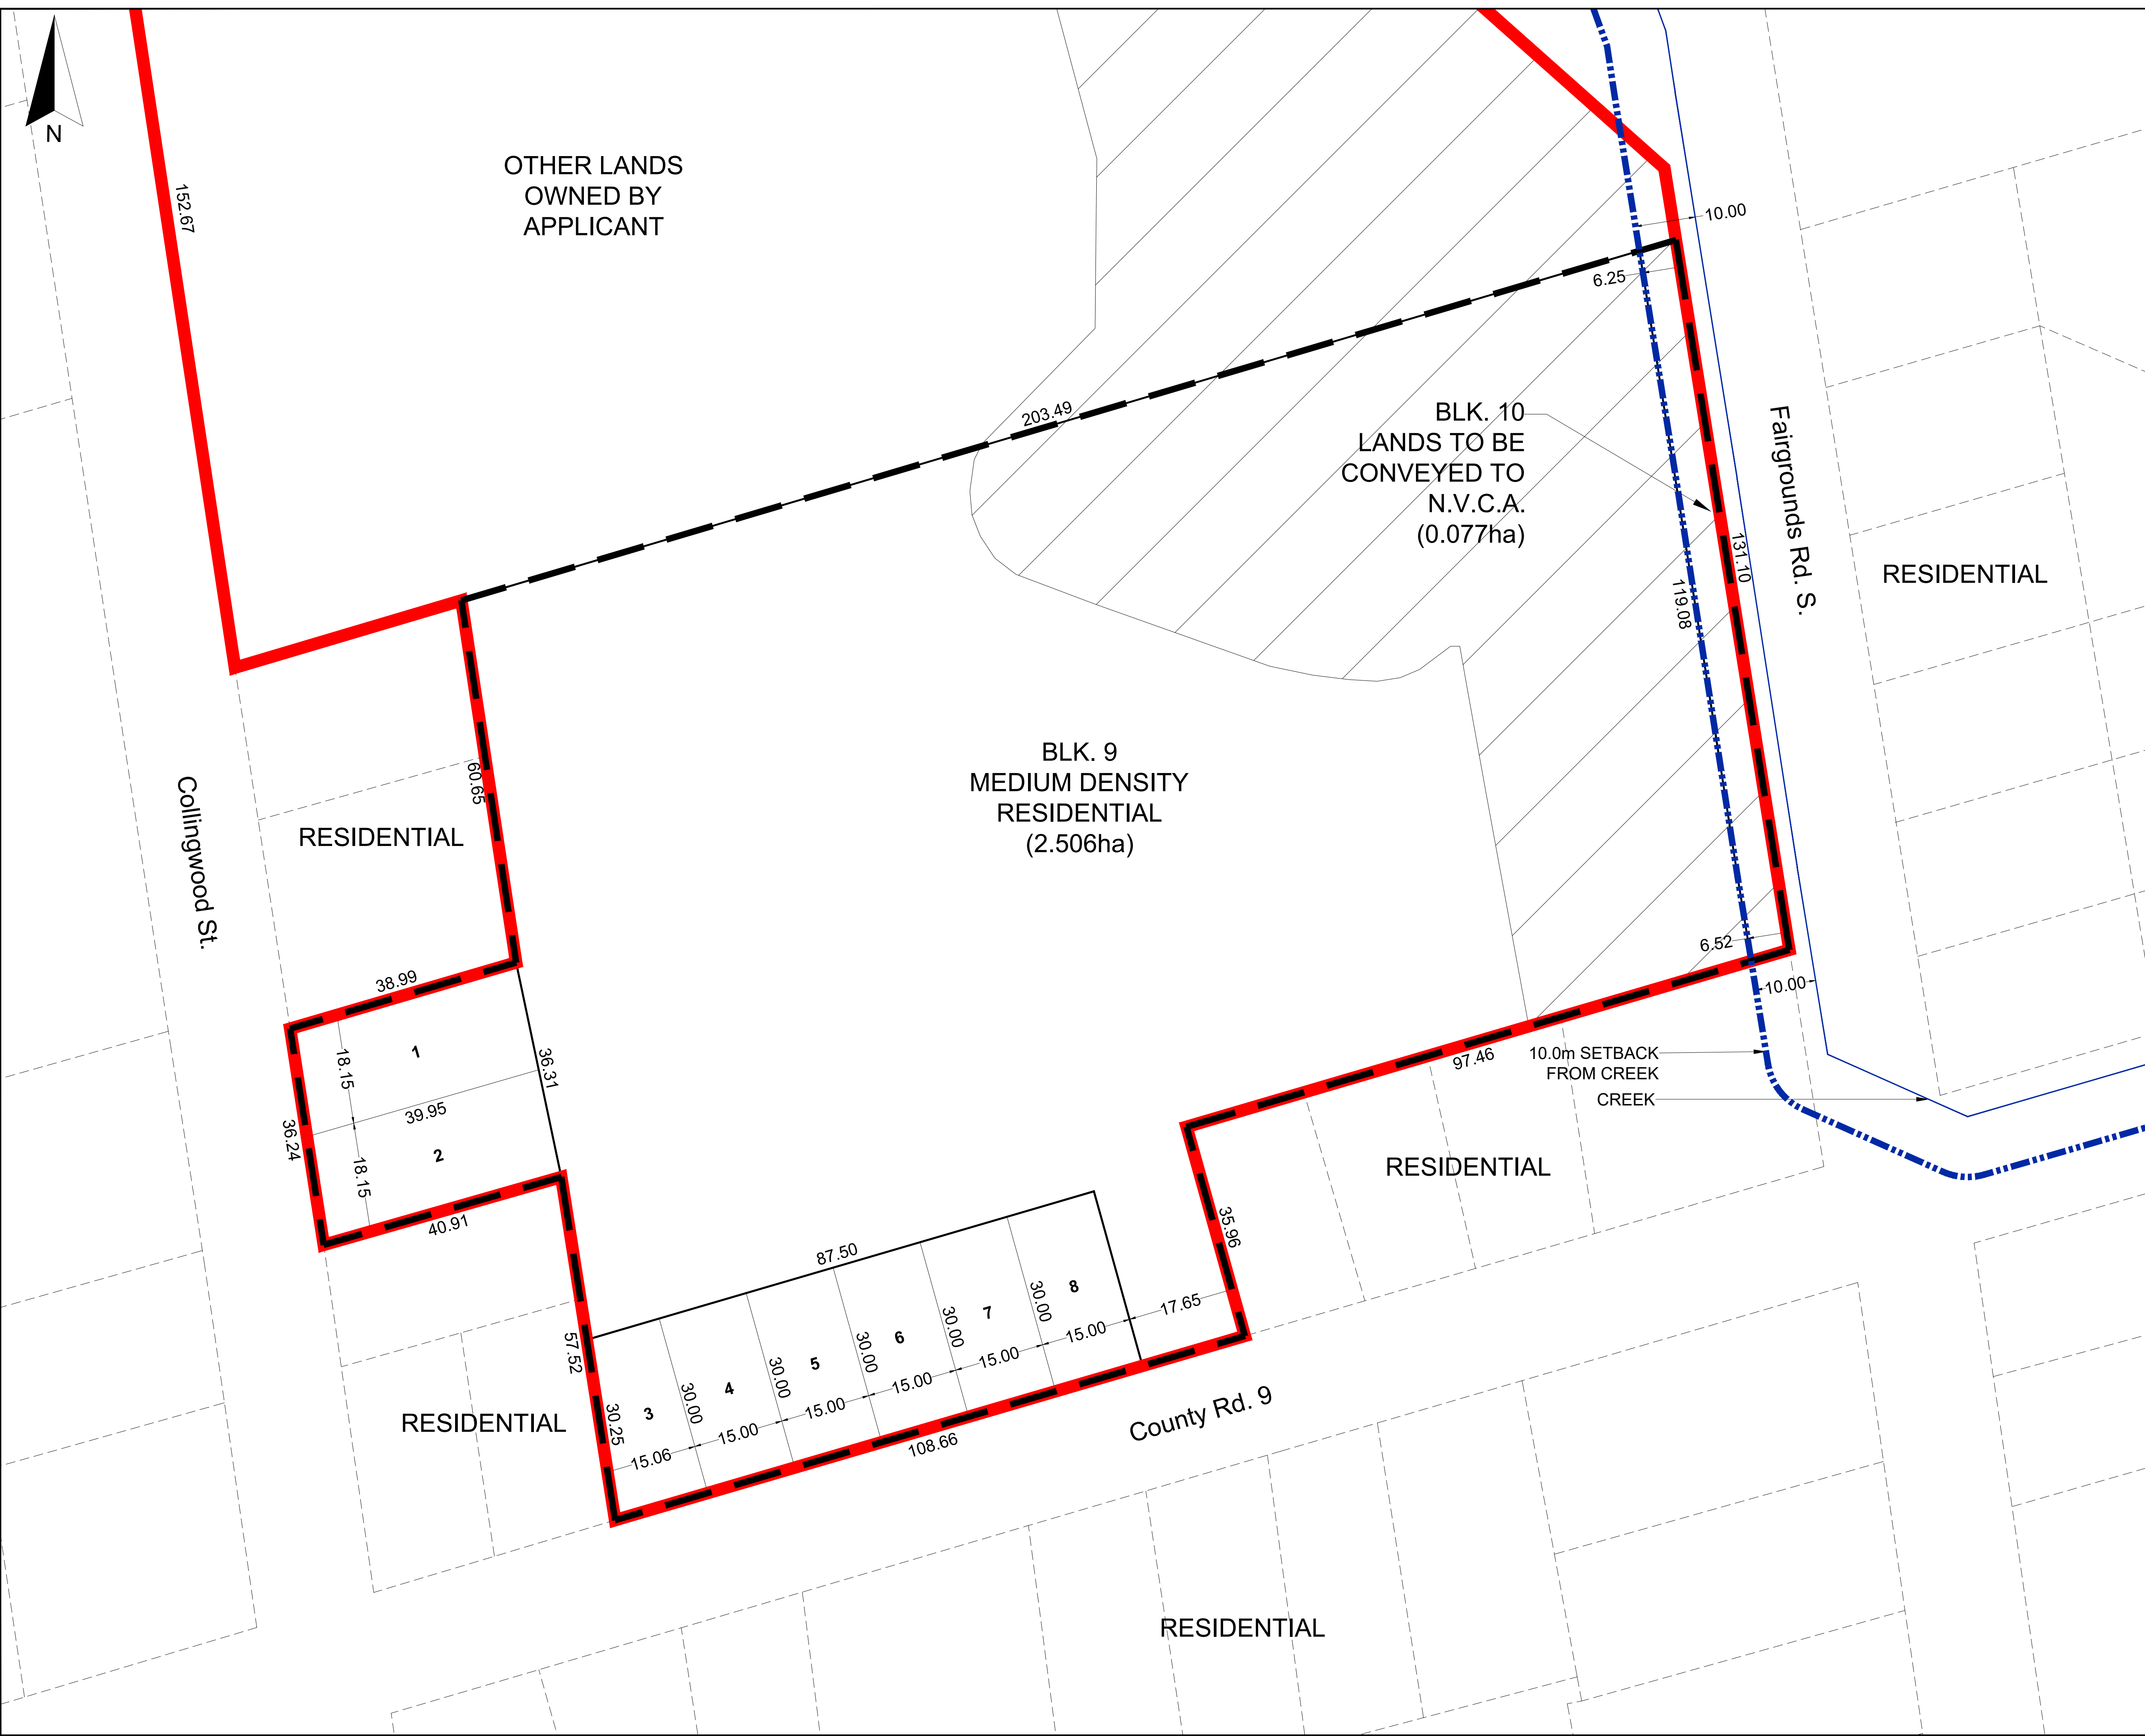 N
152.67
OTHER LANDS
OWNED BY
APPLICANT
10.00
6.25
203.49
BLK. 10
LANDS TO BE
CONVEYED TO
N.V.C.A.
(0.077ha)
Fairgrounds Rd. S.
131.10
119.08
RESIDENTIAL
BLK. 9
MEDIUM DENSITY
RESIDENTIAL
(2.506ha)
60.65
Collingwood St.
RESIDENTIAL
6.52
10.00
38.99
1
18.15
36.31
39.95
36.24
2
18.15
40.91
97.46
10.0m SETBACK
FROM CREEK
CREEK
RESIDENTIAL
35.96
87.50
17.65
8
30.00
15.00
7
30.00
15.00
6
30.00
15.00
5
30.00
15.00
4
30.00
15.00
3
30.25
15.06
57.52
RESIDENTIAL
108.66
County Rd. 9
RESIDENTIAL